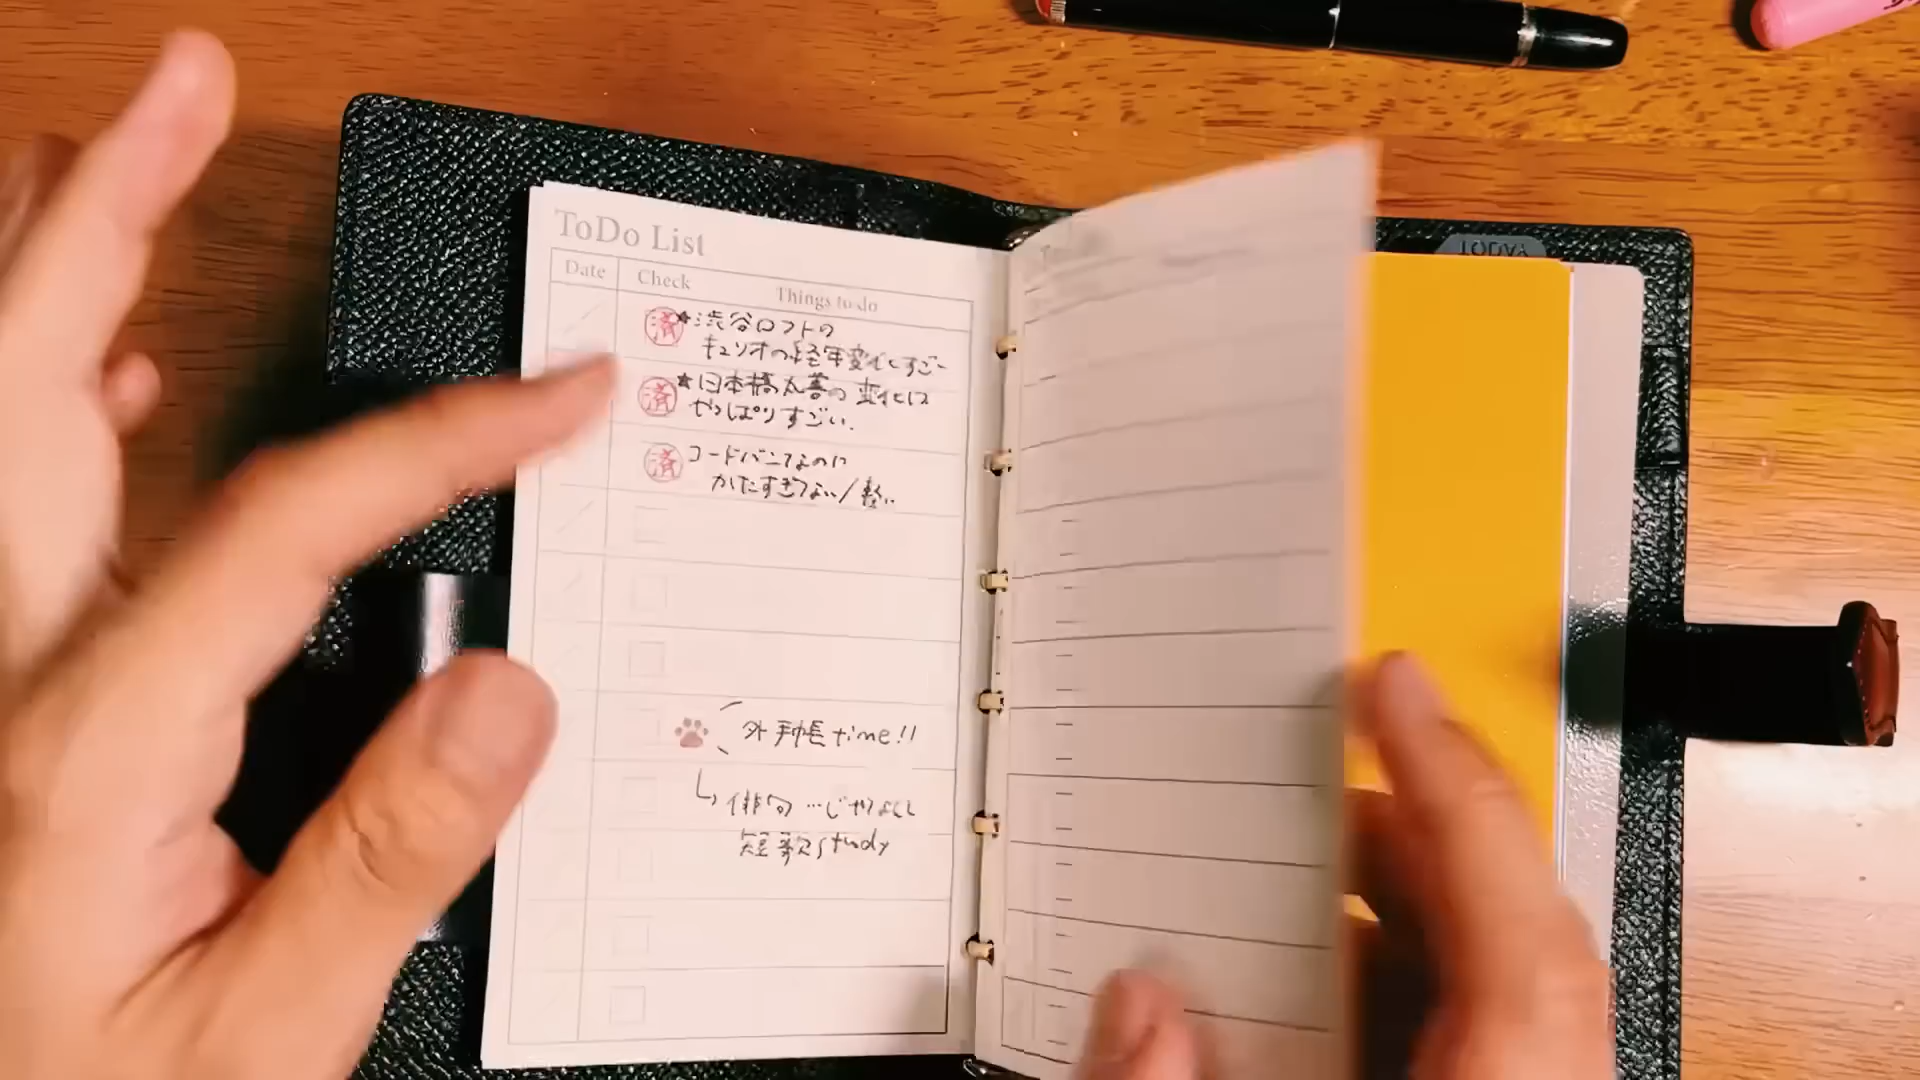 TODAY
ToDo List
Date Check Things to do
済 ★渋谷ロフトの
キュリオの経年変化すごー
済 ★日本橋丸善の変化は
やっぱりすごい.
済 コードバンなのに
かたすぎない/軽い
外手帳time!!
俳句…じゃなくし
短歌study